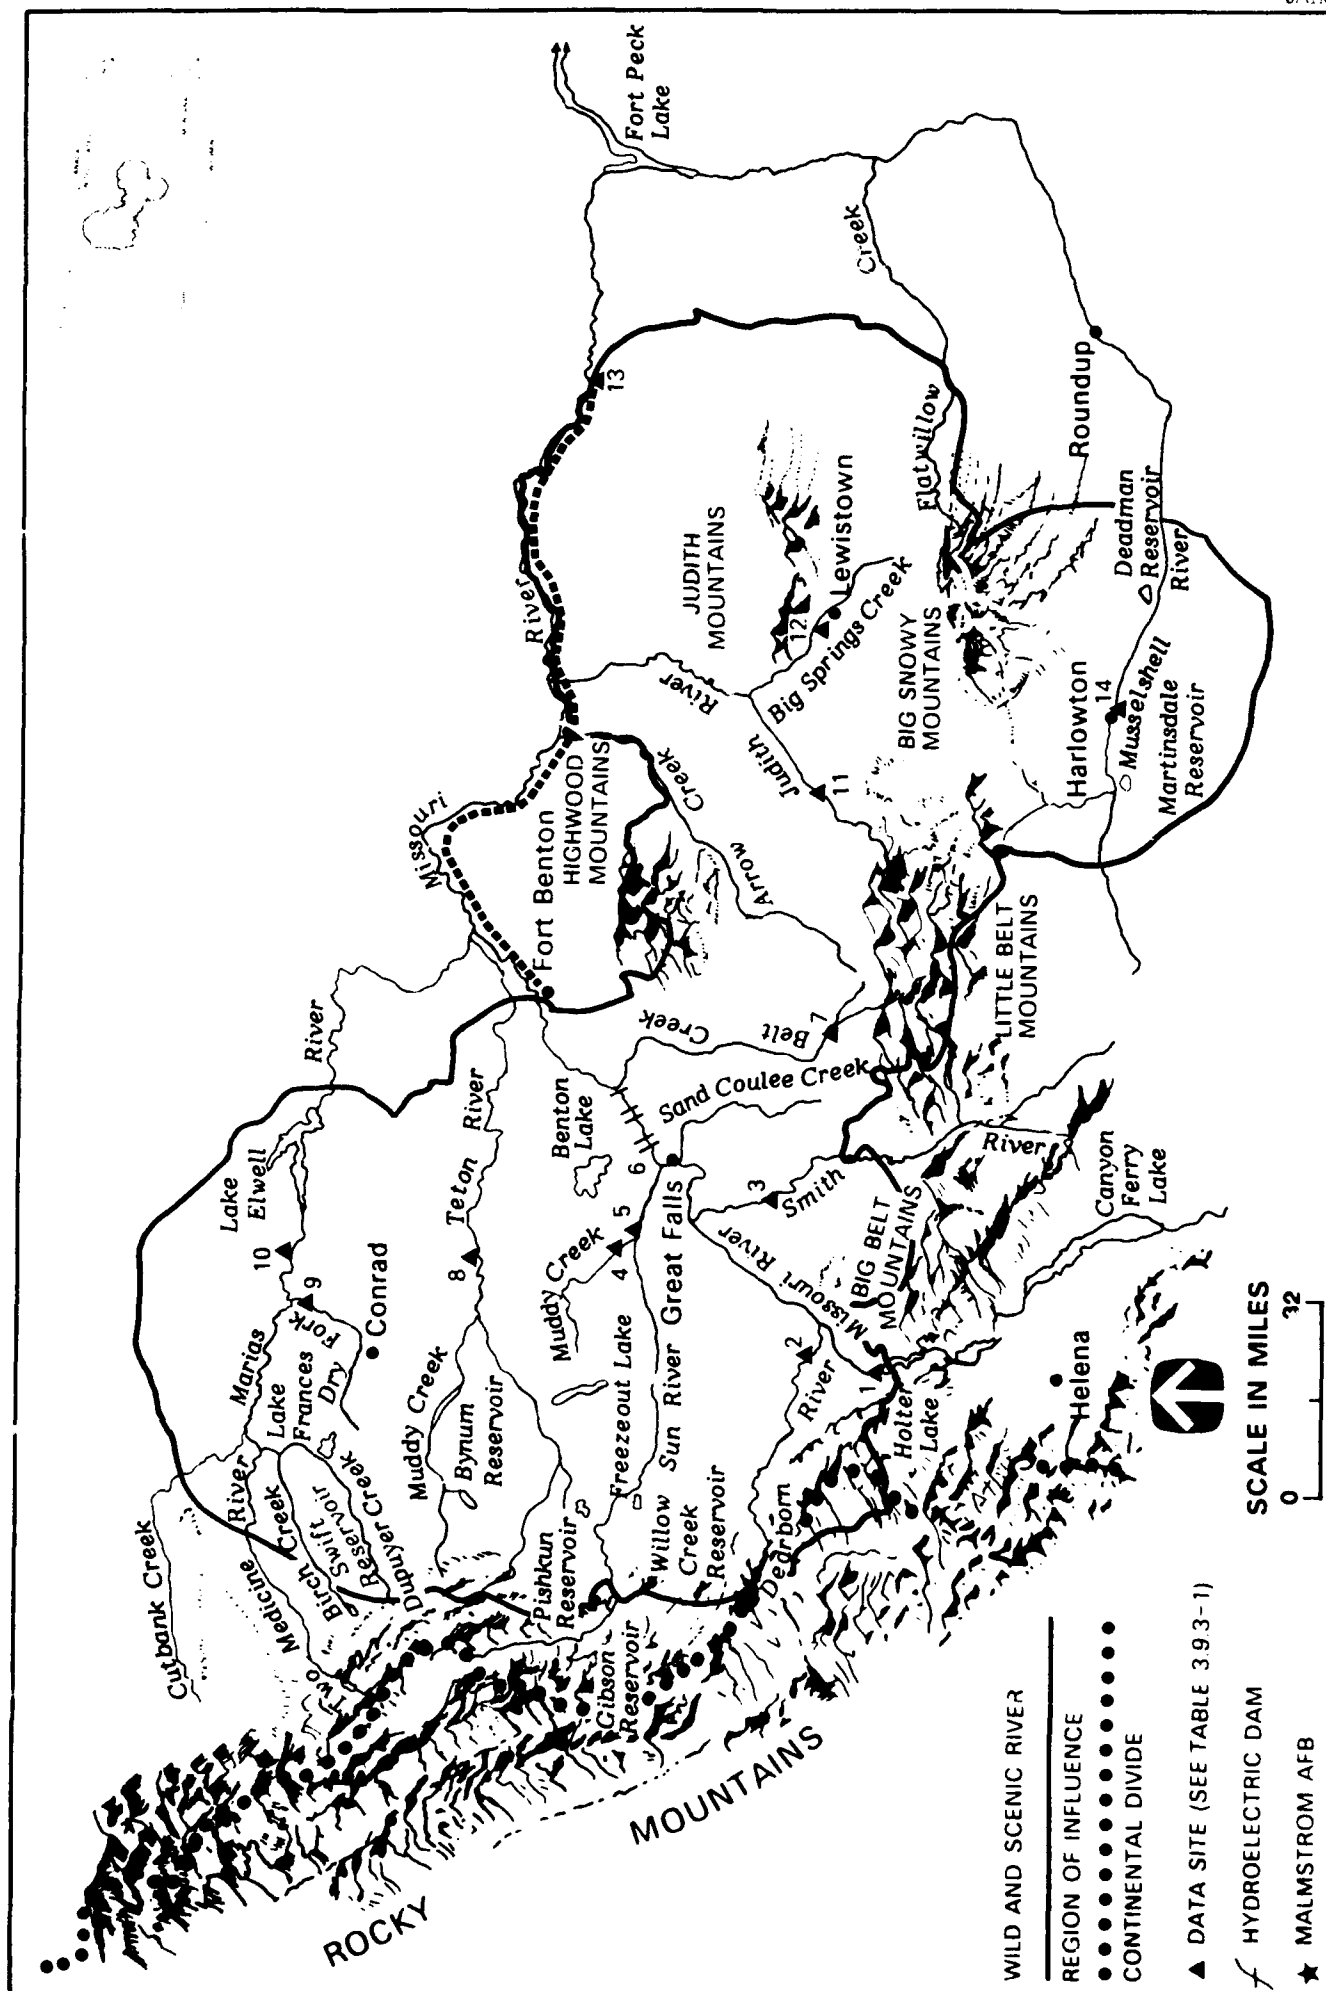 Cutbank Creek
Two
Medicine
River
Marias
River
Birch
Creek
Swift
Reservoir
Dupuyer Creek
Lake
Frances
Dry
Fork
9
10
Lake
Elwell
Conrad
Muddy Creek
Bynum
Reservoir
8
Teton
River
Missouri
River
Fort Peck
Lake
13
Fort Benton
HIGHWOOD
MOUNTAINS
Benton
Lake
Muddy
Creek
Pishkun
Reservoir
Freezeout Lake
4
5
6
Gibson
Reservoir
Willow
Creek
Reservoir
Sun
River
Great Falls
Sand Coulee Creek
Belt
Creek
7
Arrow
Creek
Judith
River
11
JUDITH
MOUNTAINS
12
Lewistown
Big Springs Creek
BIG SNOWY
MOUNTAINS
Flatwillow
Creek
Roundup
Deadman
Reservoir
River
Harlowton
14
Musselshell
Martinsdale
Reservoir
LITTLE BELT
MOUNTAINS
3
Smith
River
Missouri
River
BIG BELT
MOUNTAINS
Canyon
Ferry
Lake
Dearborn
River
2
1
Holter
Lake
Helena
ROCKY
MOUNTAINS
WILD AND SCENIC RIVER
REGION OF INFLUENCE
CONTINENTAL DIVIDE
DATA SITE (SEE TABLE 3.9.3-1)
HYDROELECTRIC DAM
MALMSTROM AFB
SCALE IN MILES
0
32